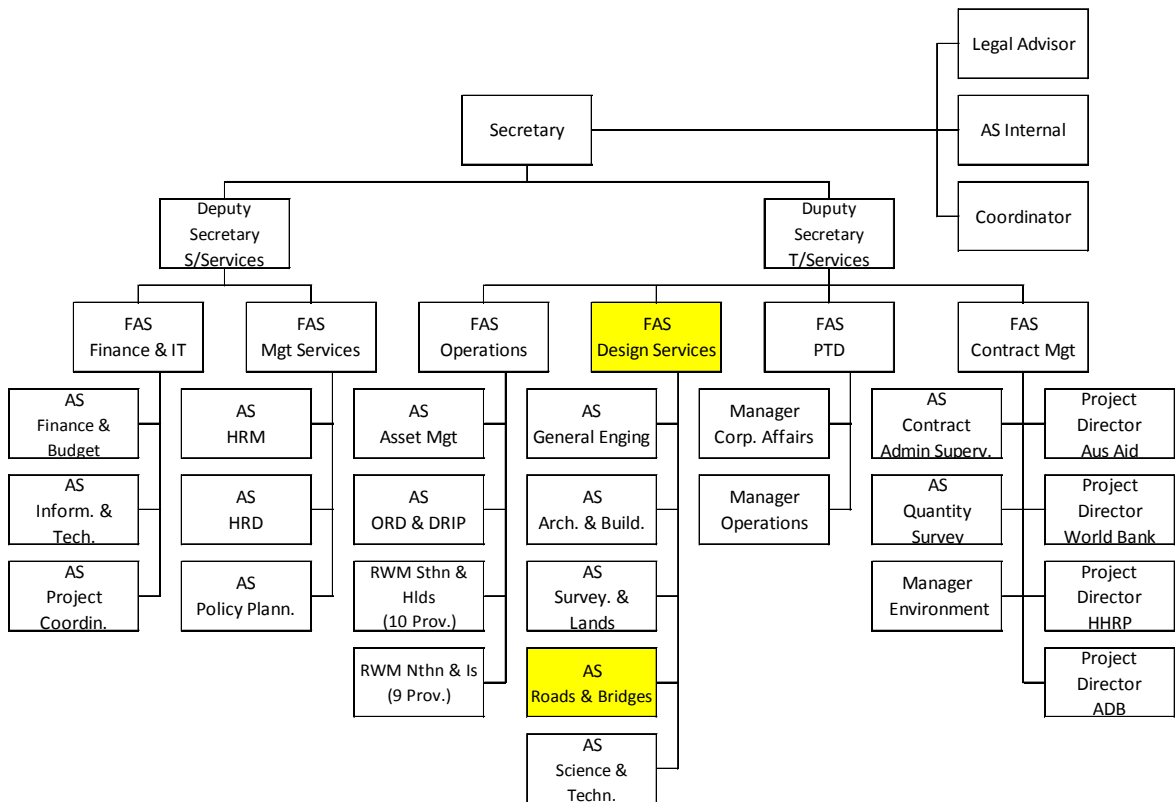 Legal Advisor
Secretary
AS Internal
Coordinator
Deputy
Secretary
S/Services
Duputy
Secretary
T/Services
FAS
Finance & IT
FAS
Mgt Services
FAS
Operations
FAS
Design Services
FAS
PTD
FAS
Contract Mgt
AS
Finance &
Budget
AS
HRM
AS
Asset Mgt
AS
General Enging
Manager
Corp. Affairs
AS
Contract
Admin Superv.
Project
Director
Aus Aid
AS
Inform. &
Tech.
AS
HRD
AS
ORD & DRIP
AS
Arch. & Build.
Manager
Operations
AS
Quantity
Survey
Project
Director
World Bank
AS
Project
Coordin.
AS
Policy Plann.
RWM Sthn &
Hlds
(10 Prov.)
AS
Survey. &
Lands
Manager
Environment
Project
Director
HHRP
RWM Nthn & Is
(9 Prov.)
AS
Roads & Bridges
Project
Director
ADB
AS
Science &
Techn.